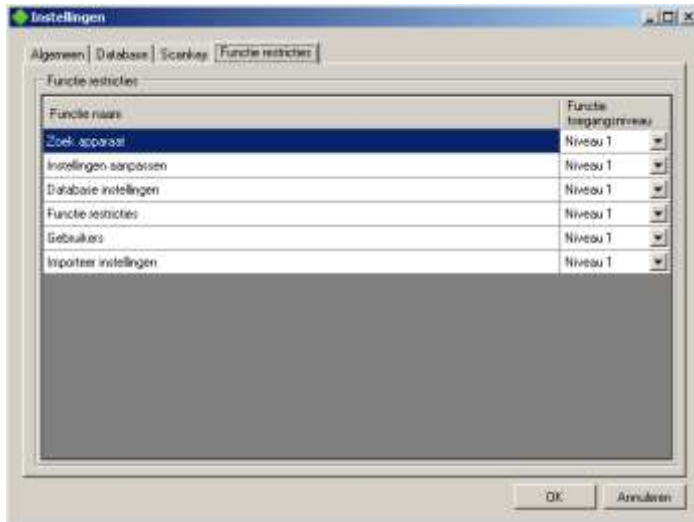 Instellingen
Algemeen Database Scankey Functie restricties
Functie restricties
Functie naam Functie toegangsniveau
Zoek apparaat Niveau 1
Instellingen aanpassen Niveau 1
Database instellingen Niveau 1
Functie restricties Niveau 1
Gebruikers Niveau 1
Importeer instellingen Niveau 1
OK Annuleren